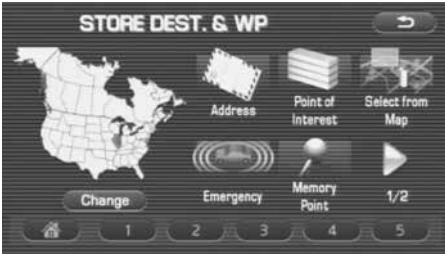 STORE DEST. & WP
Address
Point of
Interest
Select from
Map
Emergency
Memory
Point
1/2
Change
1
2
3
4
5